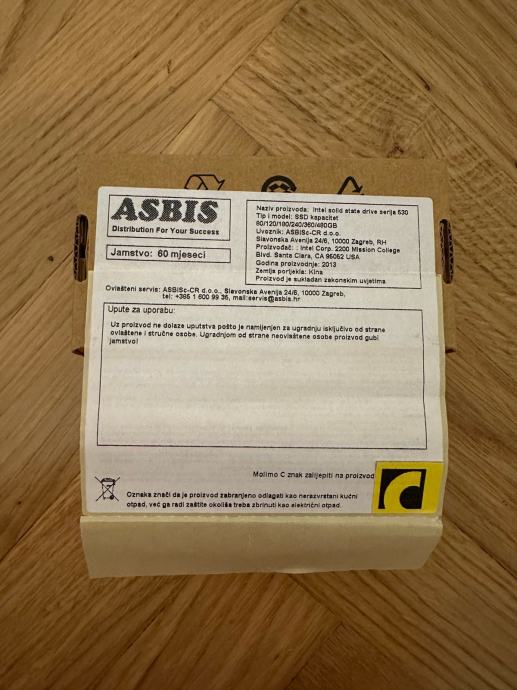 ASBIS
Distribution For Your Success
Jamstvo: 60 mjeseci
Naziv proizvoda: Intel solid state drive serija 530
Tip i model: SSD kapacitet
80/120/180/240/360/480GB
Uvoznik: ASBISc-CR d.o.o.
Slavonska Avenija 24/6, 10000 Zagreb, RH
Proizvođač: : Intel Corp. 2200 Mission College
Blvd. Santa Clara, CA 95052 USA
Godina proizvodnje: 2013
Zemlja porijekla: Kina
Proizvod je sukladan zakonskim uvjetima.
Ovlašteni servis: ASBISc-CR d.o.o., Slavonska Avenija 24/6, 10000 Zagreb,
tel: +385 1 600 99 36, mail:servis@asbis.hr
Upute za uporabu:
Uz proizvod ne dolaze uputstva pošto je namijenjen za ugradnju isključivo od strane
ovlaštene i stručne osobe. Ugradnjom od strane neovlaštene osobe proizvod gubi
jamstvo!
Molimo C znak zalijepiti na proizvod
Oznaka znači da je proizvod zabranjeno odlagati kao nerazvrstani kućni
otpad, već ga radi zaštite okoliša treba zbrinuti kao električni otpad.